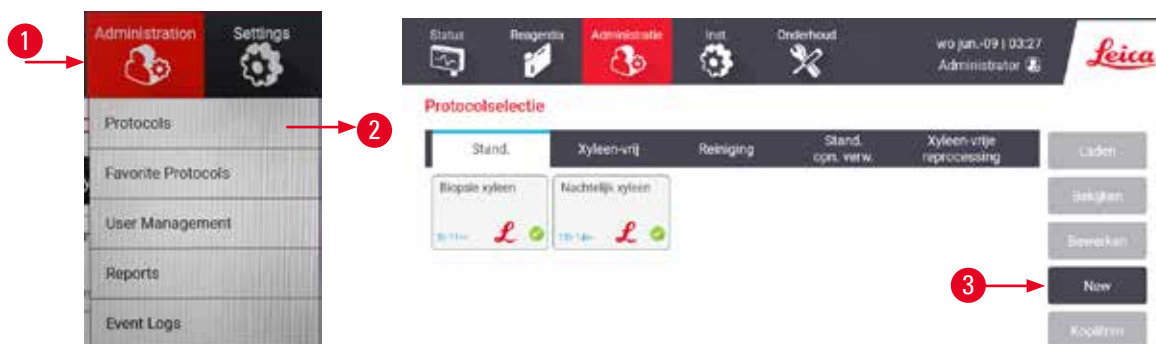 1
Administration
Settings
Protocols
2
Favorite Protocols
User Management
Reports
Event Logs
Status
Reagentia
Administratie
Inst.
Onderhoud
wo jun.-09 | 03:27
Administrator
Leica
Protocolselectie
Stand.
Xyleen-vrij
Reiniging
Stand.
opn. verw.
Xyleen-vrije
reprocessing
Laden
Biopsie xyleen
Nachtelijk xyleen
L
L
Bekijken
Bewerken
3
New
Kopiëren